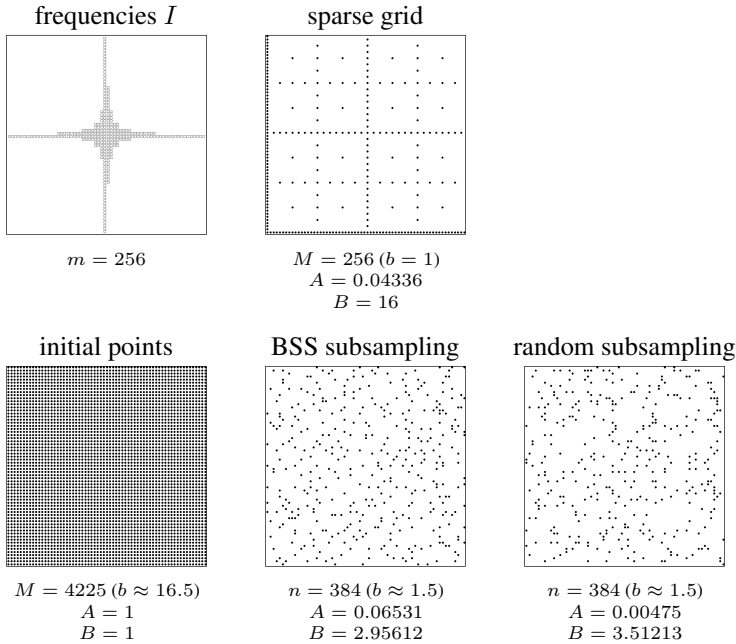 frequencies I
sparse grid
m = 256
M = 256 (b = 1)
A = 0.04336
B = 16
initial points
BSS subsampling
random subsampling
M = 4225 (b ≈ 16.5)
A = 1
B = 1
n = 384 (b ≈ 1.5)
A = 0.06531
B = 2.95612
n = 384 (b ≈ 1.5)
A = 0.00475
B = 3.51213